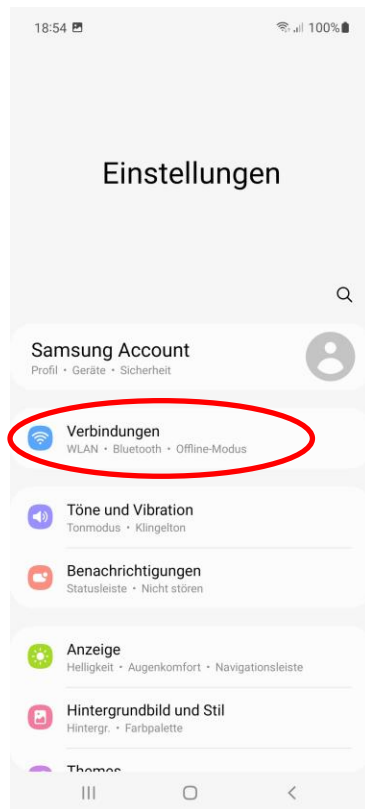 18:54 100%
Einstellungen
Samsung Account
Profil • Geräte • Sicherheit
Verbindungen
WLAN • Bluetooth • Offline-Modus
Töne und Vibration
Tonmodus • Klingelton
Benachrichtigungen
Statusleiste • Nicht stören
Anzeige
Helligkeit • Augenkomfort • Navigationsleiste
Hintergrundbild und Stil
Hintergr. • Farbpalette
Themes